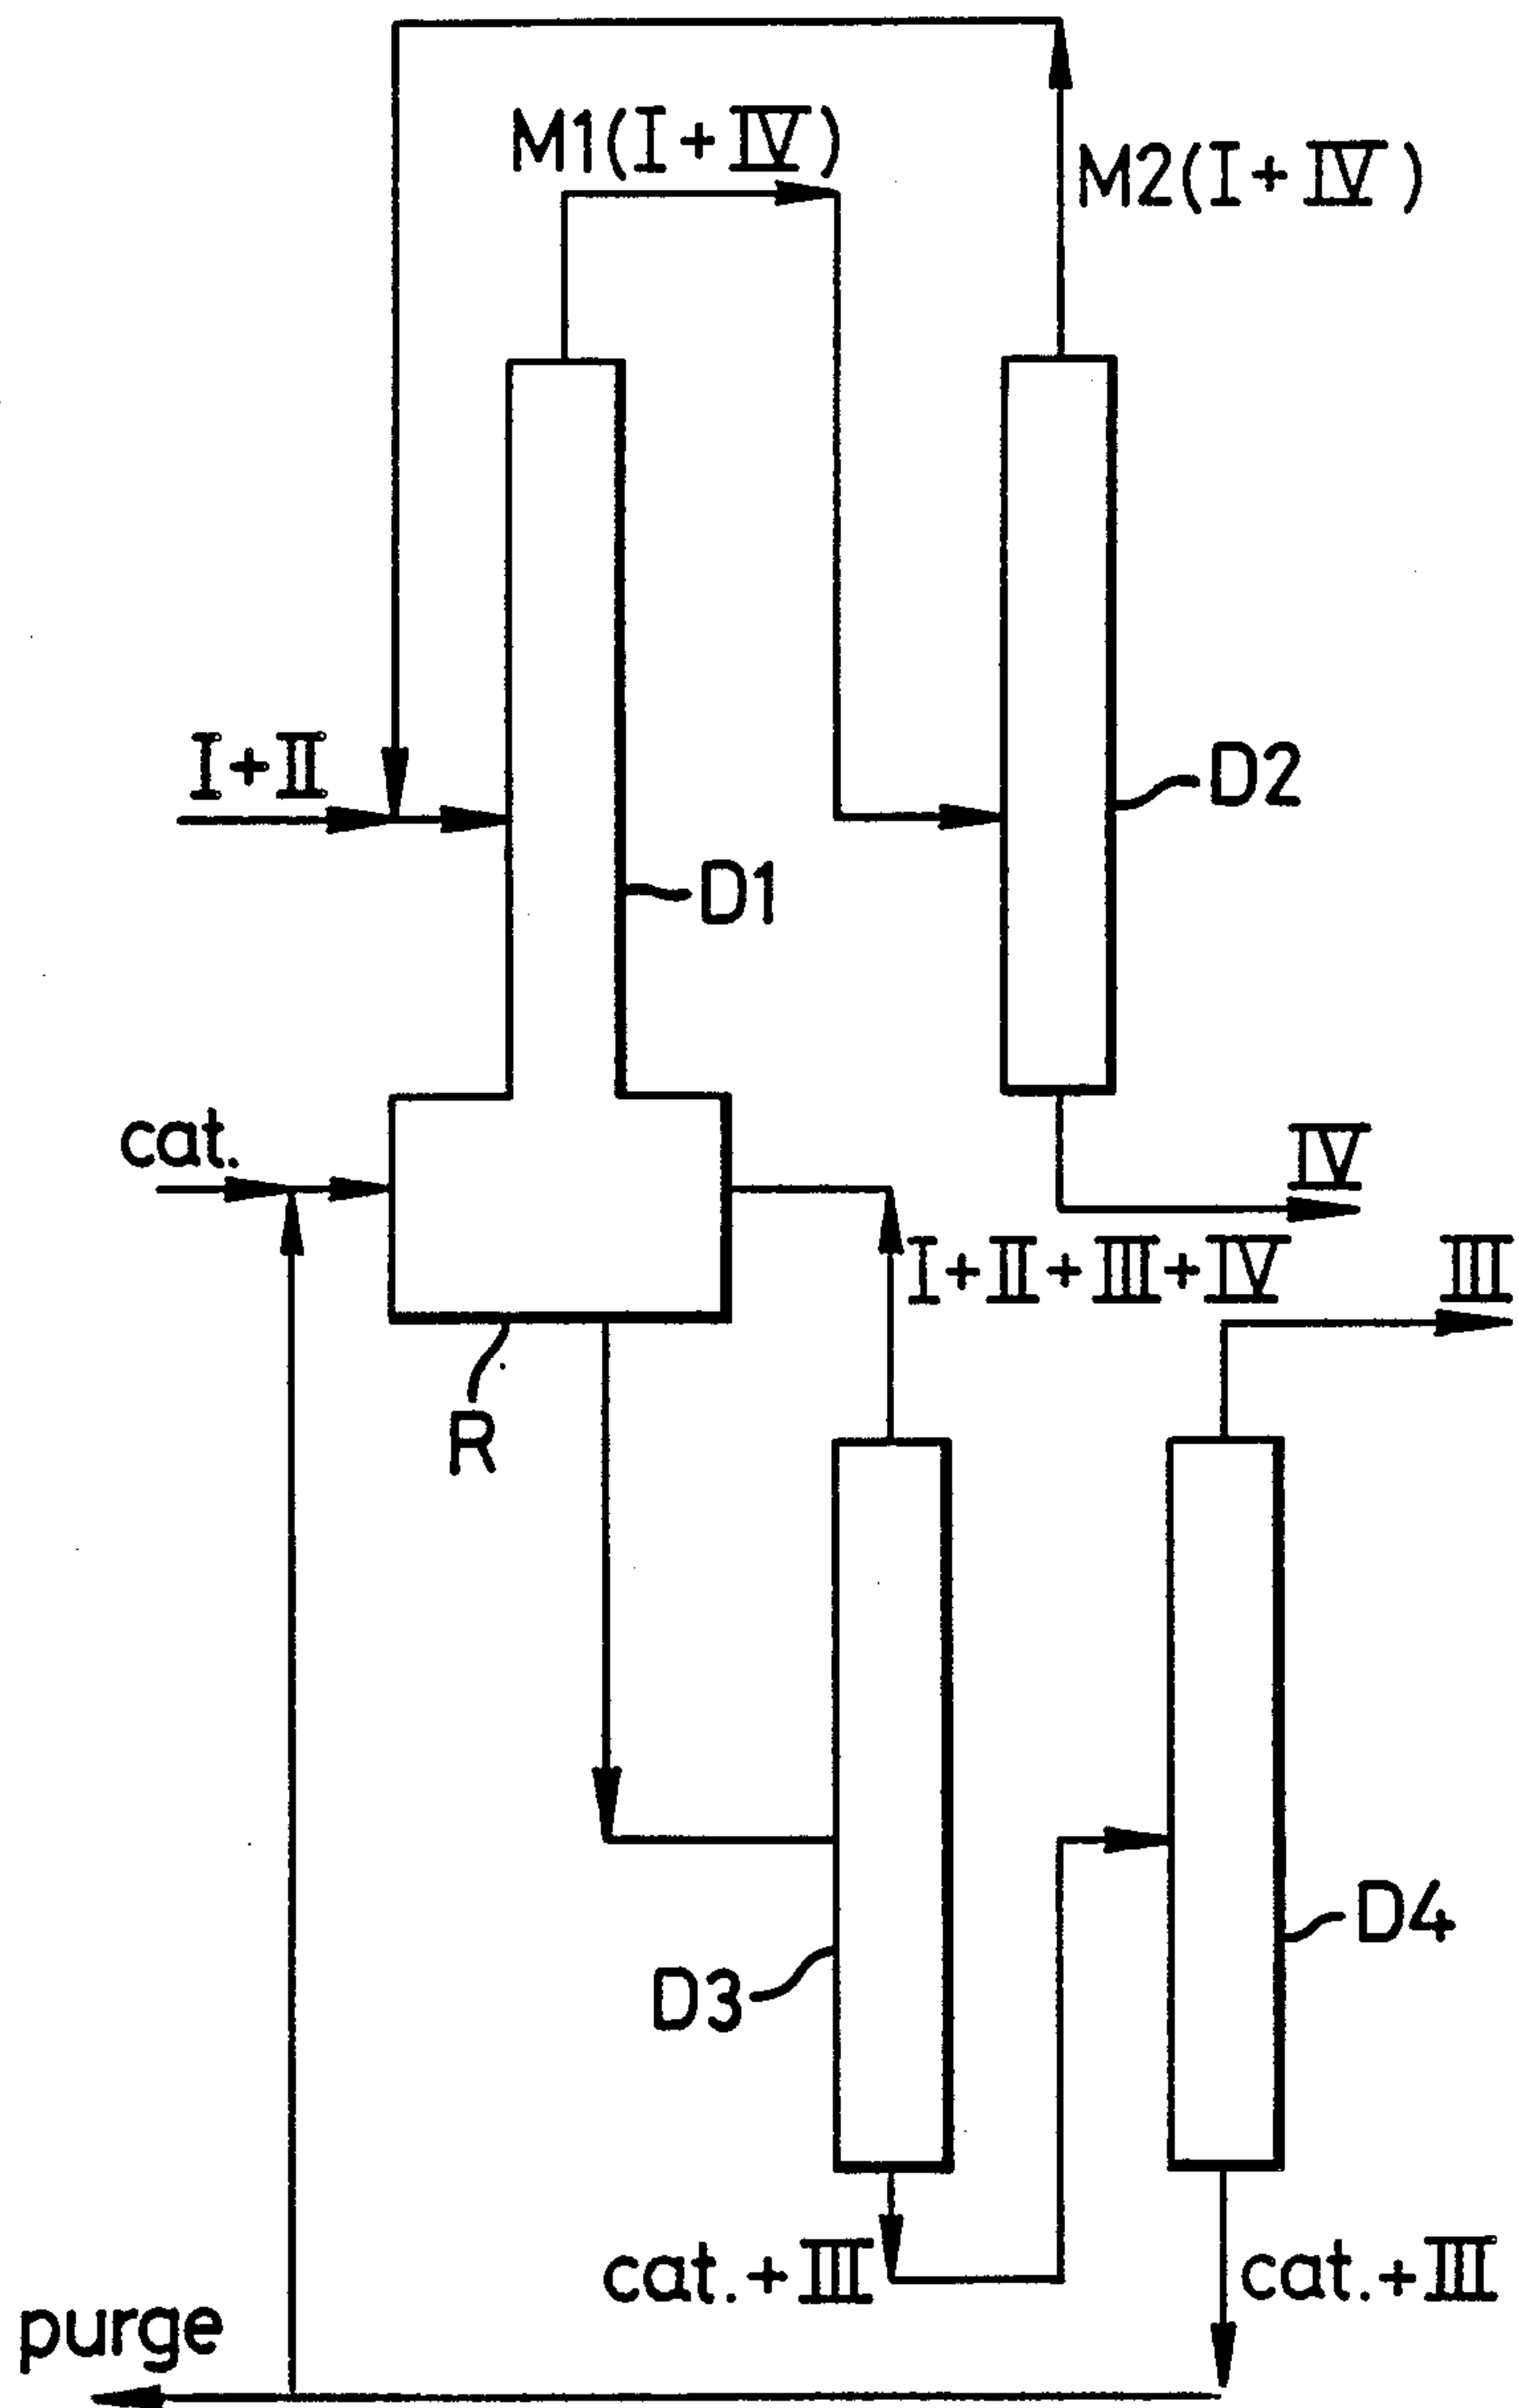 M1(I+IV)
M2(I+IV)
I+II
D2
D1
cat.
IV
I+II+III+IV
III
R
D4
D3
cat.+III
cat.+III
purge